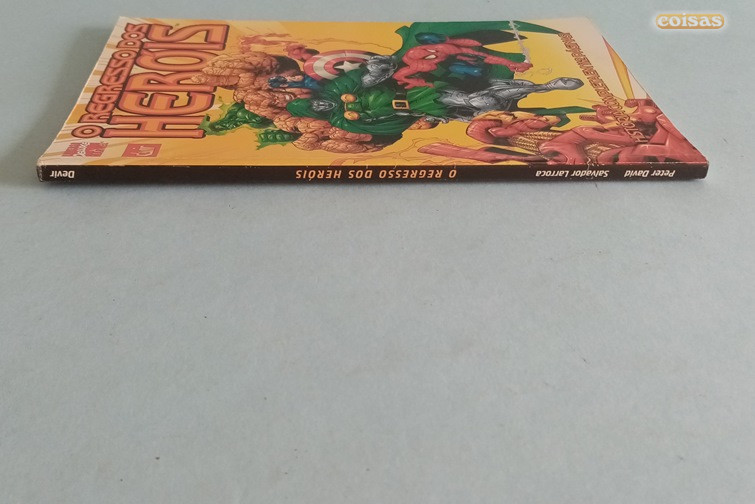 coisas
O REGRESSO DOS
HERÓIS
Peter David Salvador Larroca O REGRESSO DOS HERÓIS Devir